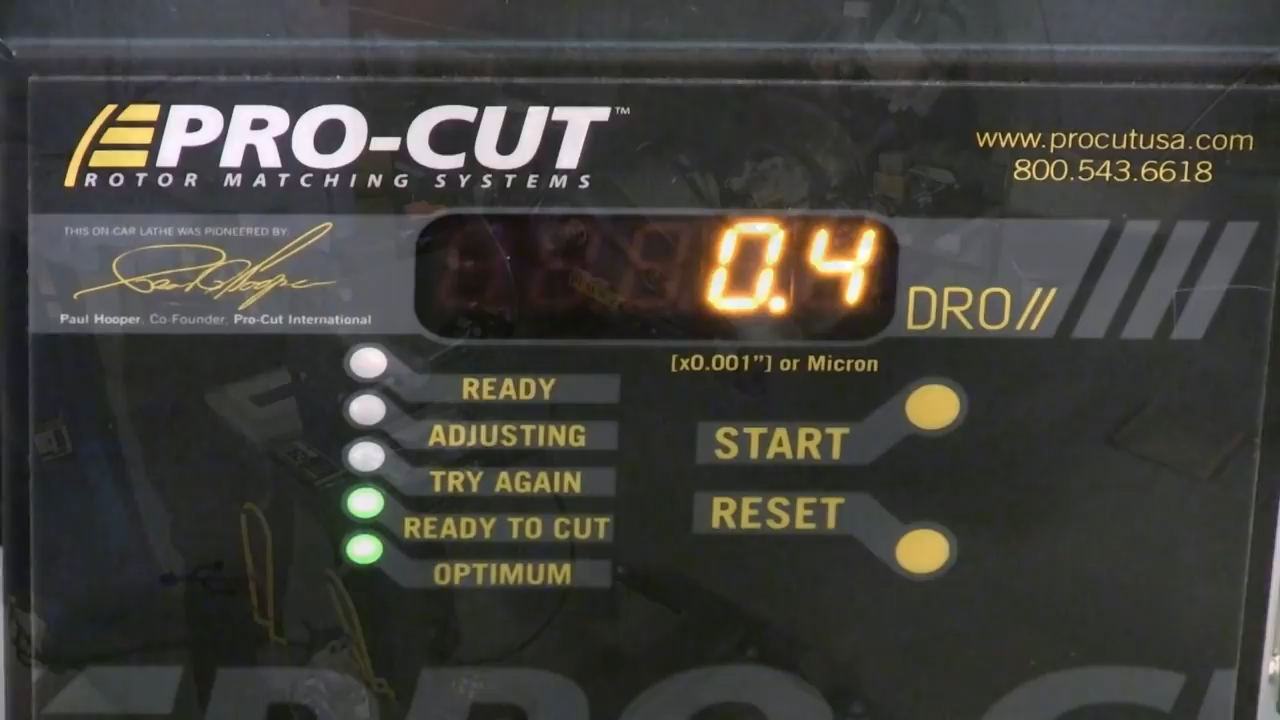 PRO-CUT™
ROTOR MATCHING SYSTEMS
www.procutusa.com
800.543.6618
THIS ON-CAR LATHE WAS PIONEERED BY:
Paul Hooper, Co-Founder, Pro-Cut International
0.4
DRO//
[x0.001"] or Micron
READY
ADJUSTING
TRY AGAIN
READY TO CUT
OPTIMUM
START
RESET
PRO-CU